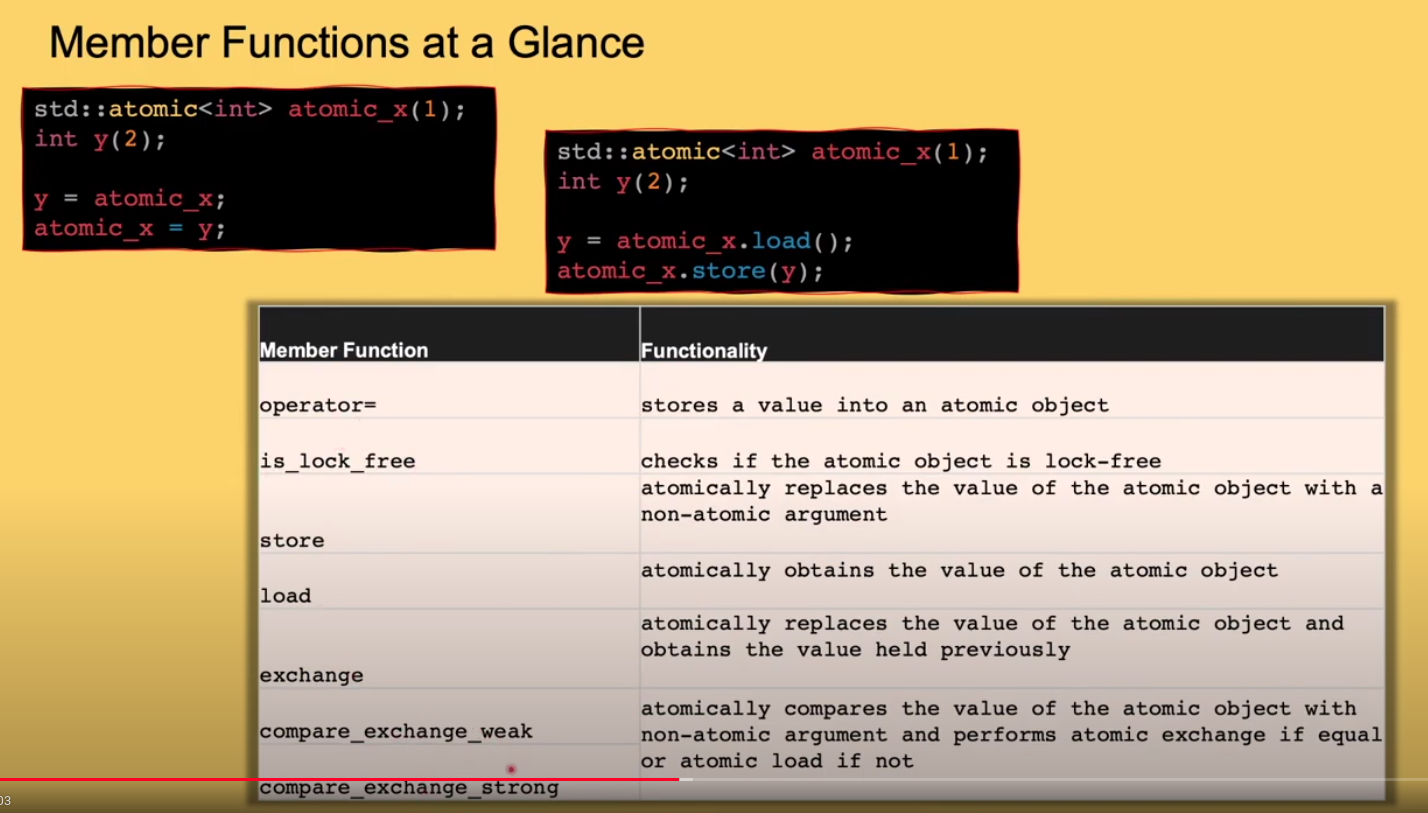 Member Functions at a Glance
std::atomic<int> atomic_x(1);
int y(2);
y = atomic_x;
atomic_x = y;
std::atomic<int> atomic_x(1);
int y(2);
y = atomic_x.load();
atomic_x.store(y);
Member Function
Functionality
operator=
stores a value into an atomic object
is_lock_free
checks if the atomic object is lock-free
store
atomically replaces the value of the atomic object with a
non-atomic argument
load
atomically obtains the value of the atomic object
exchange
atomically replaces the value of the atomic object and
obtains the value held previously
compare_exchange_weak
atomically compares the value of the atomic object with
non-atomic argument and performs atomic exchange if equal
or atomic load if not
compare_exchange_strong
03